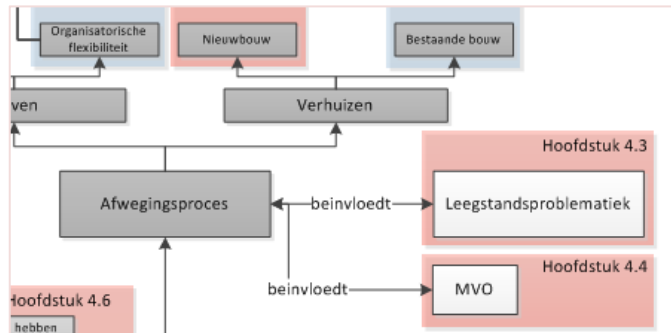 Organisatorische
flexibiliteit
Nieuwbouw
Bestaande bouw
ven
Verhuizen
Hoofdstuk 4.3
Afwegingsproces
beinvloedt
Leegstandsproblematiek
Hoofdstuk 4.4
beinvloedt
MVO
Hoofdstuk 4.6
hebben